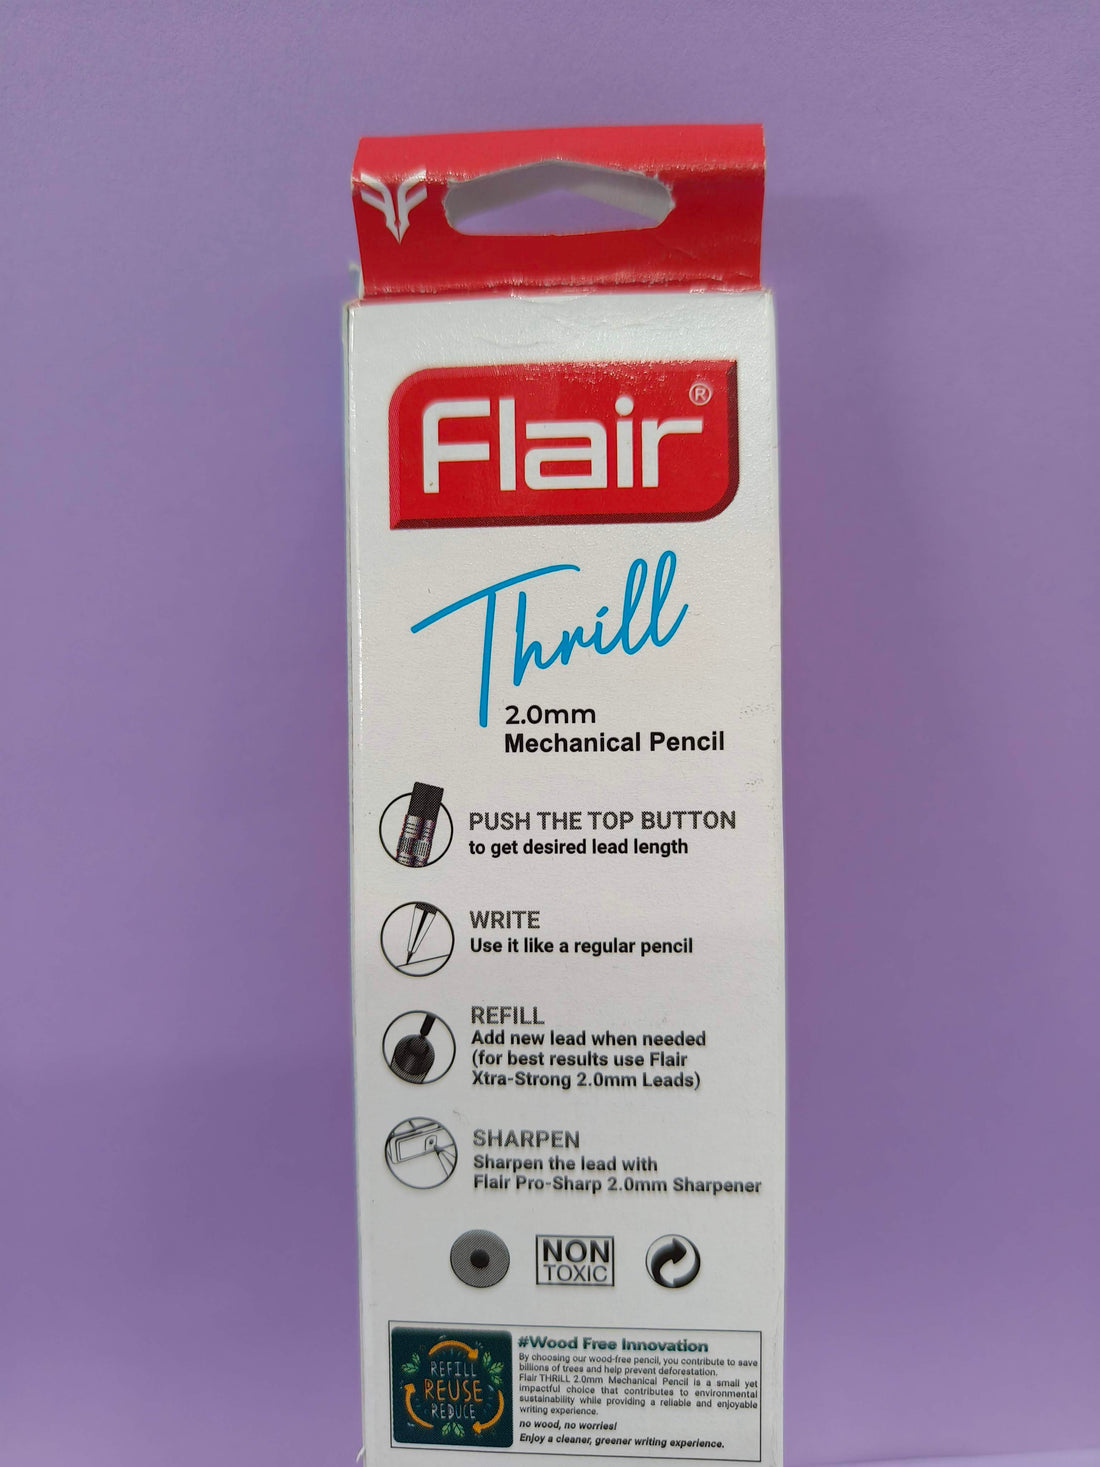 Flair®
Thrill
2.0mm
Mechanical Pencil
PUSH THE TOP BUTTON
to get desired lead length
WRITE
Use it like a regular pencil
REFILL
Add new lead when needed
(for best results use Flair
Xtra-Strong 2.0mm Leads)
SHARPEN
Sharpen the lead with
Flair Pro-Sharp 2.0mm Sharpener
NON
TOXIC
REFILL
REUSE
REDUCE
#Wood Free Innovation
By choosing our wood-free pencil, you contribute to save
billions of trees and help prevent deforestation.
Flair THRILL 2.0mm Mechanical Pencil is a small yet
impactful choice that contributes to environmental
sustainability while providing a reliable and enjoyable
writing experience.
no wood, no worries!
Enjoy a cleaner, greener writing experience.